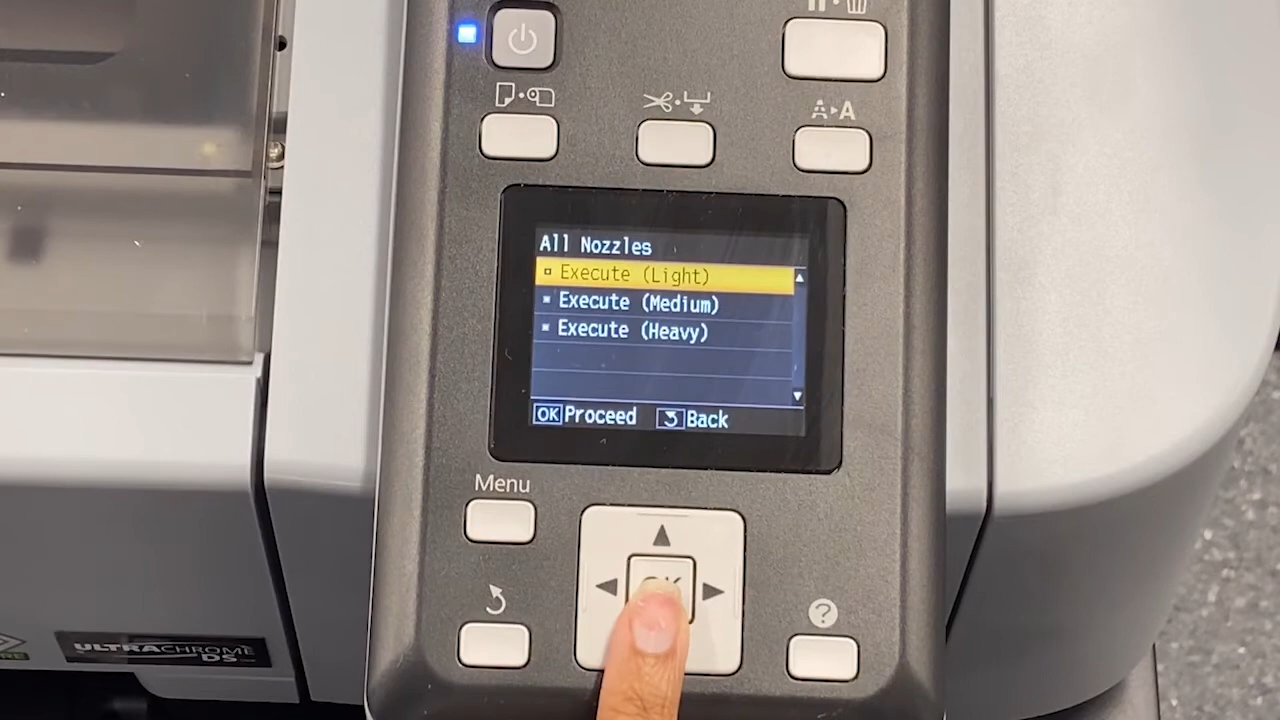 A▸A
All Nozzles
Execute (Light)
Execute (Medium)
Execute (Heavy)
OK Proceed Back
Menu
?
ULTRACHROME
DS